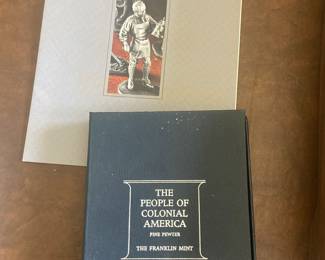 THE
PEOPLE OF
COLONIAL
AMERICA
FINE PEWTER
THE FRANKLIN MINT